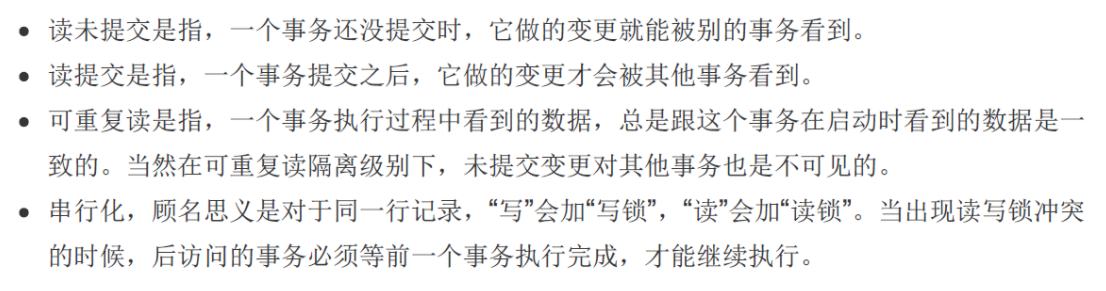 • 读未提交是指，一个事务还没提交时，它做的变更就能被别的事务看到。
• 读提交是指，一个事务提交之后，它做的变更才会被其他事务看到。
• 可重复读是指，一个事务执行过程中看到的数据，总是跟这个事务在启动时看到的数据是一
致的。当然在可重复读隔离级别下，未提交变更对其他事务也是不可见的。
• 串行化，顾名思义是对于同一行记录，“写”会加“写锁”，“读”会加“读锁”。当出现读写锁冲突
的时候，后访问的事务必须等前一个事务执行完成，才能继续执行。